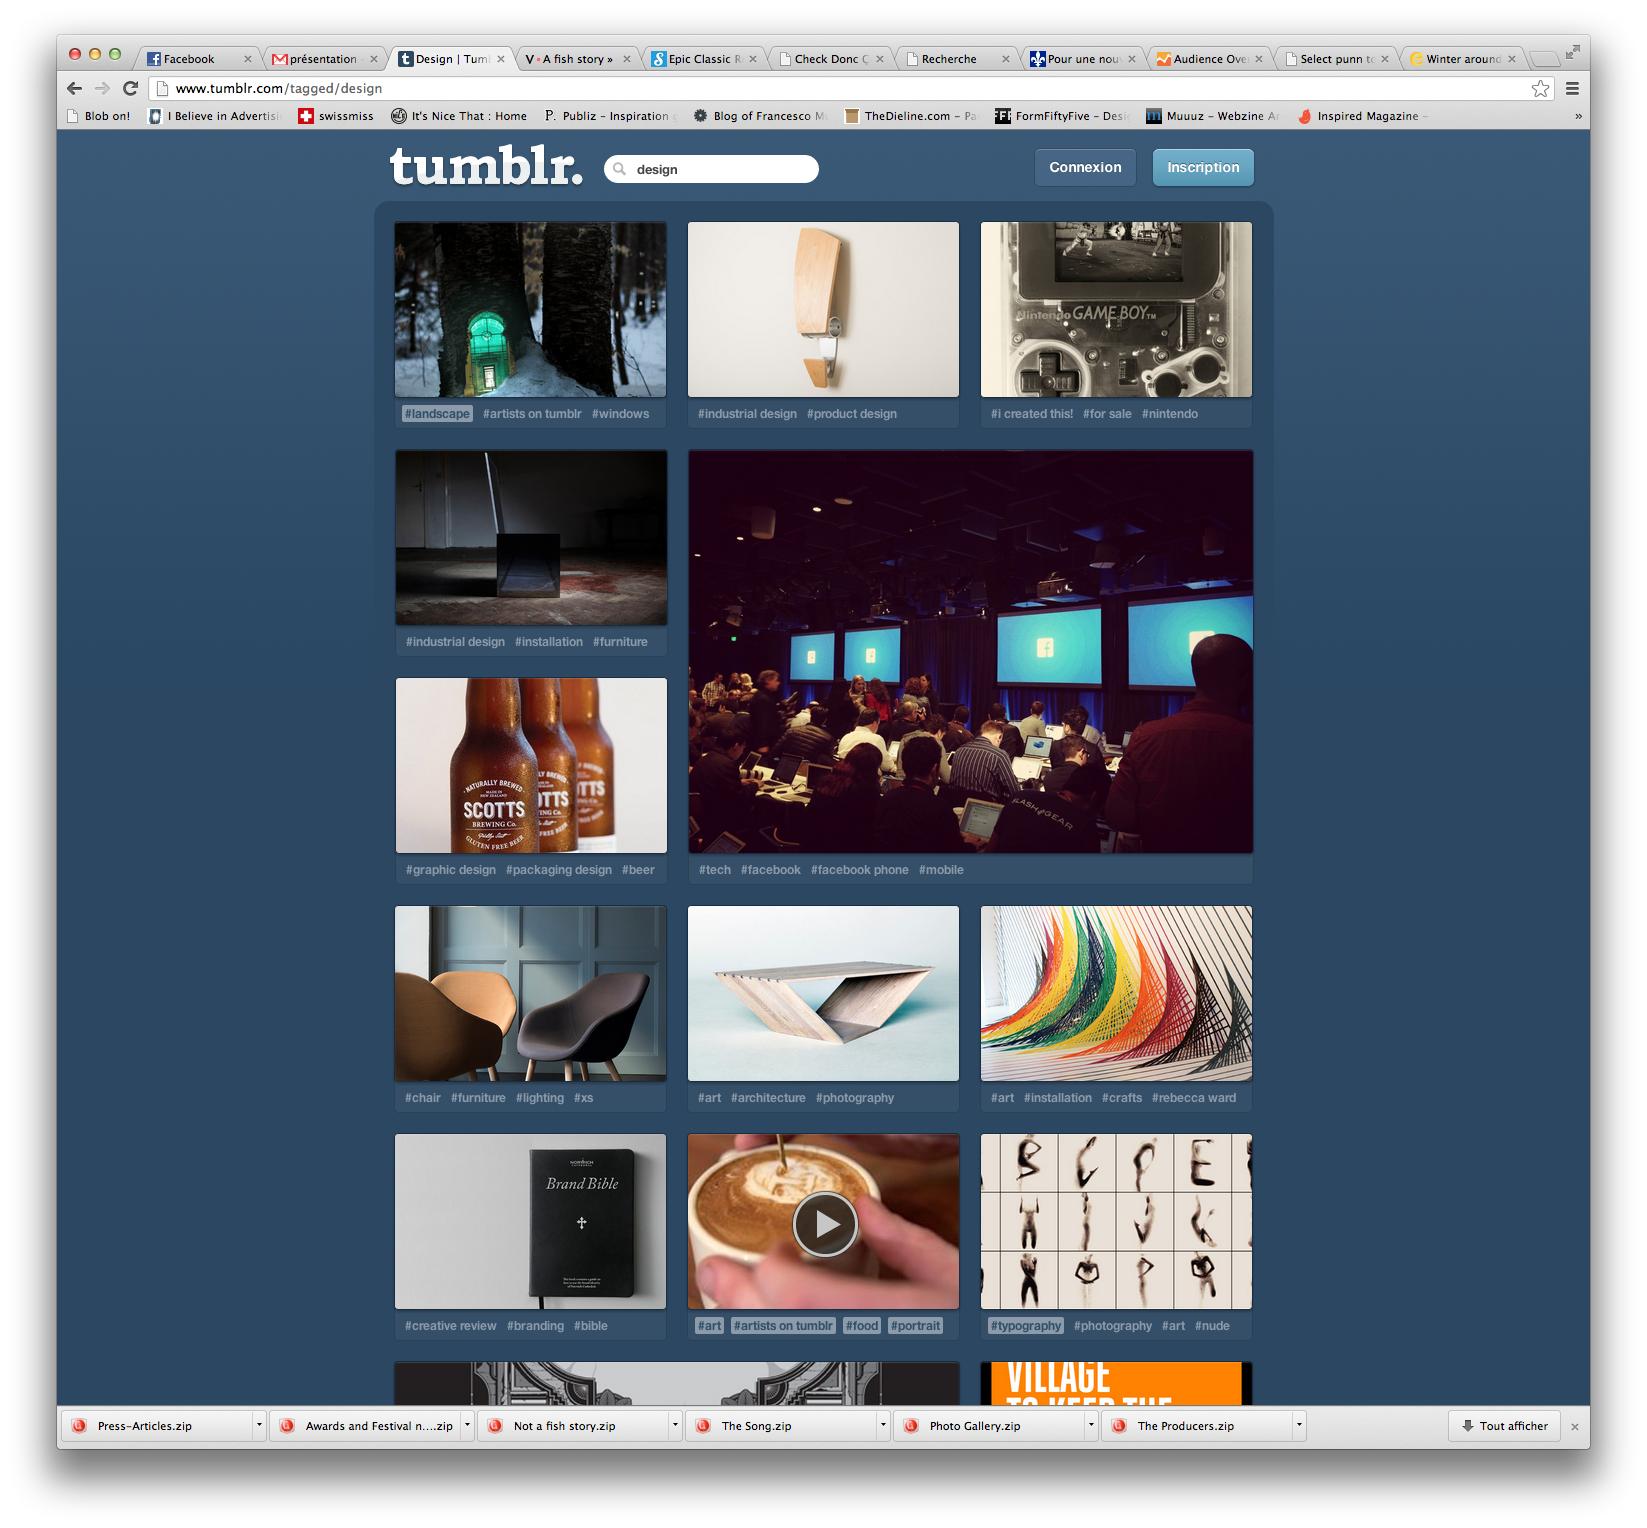 Facebook
présentation
Design | Tum
V • A fish story »
Epic Classic R
Check Donc Ç
Recherche
Pour une nou
Audience Ove
Select punn t
Winter around
www.tumblr.com/tagged/design
Blob on!
I Believe in Advertisi
swissmiss
It's Nice That : Home
P. Publiz – Inspiration
Blog of Francesco M
TheDieline.com – Pa
FormFiftyFive – Desi
Muuuz – Webzine Ar
Inspired Magazine –
»
tumblr.
design
Connexion
Inscription
Nintendo GAME BOY TM
#landscape #artists on tumblr #windows
#industrial design #product design
#i created this! #for sale #nintendo
#industrial design #installation #furniture
NATURALLY BREWED
MADE IN
NEW ZEALAND
SCOTTS
BREWING Co.
GLUTEN FREE BEER
#graphic design #packaging design #beer
#tech #facebook #facebook phone #mobile
#chair #furniture #lighting #xs
#art #architecture #photography
#art #installation #crafts #rebecca ward
NORWICH
Brand Bible
#creative review #branding #bible
#art #artists on tumblr #food #portrait
#typography #photography #art #nude
VILLAGE
TO KEEP THE
Press-Articles.zip
Awards and Festival n....zip
Not a fish story.zip
The Song.zip
Photo Gallery.zip
The Producers.zip
Tout afficher